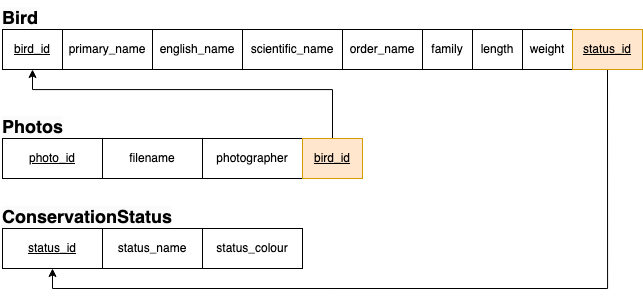 Bird
bird_id primary_name english_name scientific_name order_name family length weight status_id
Photos
photo_id filename photographer bird_id
ConservationStatus
status_id status_name status_colour